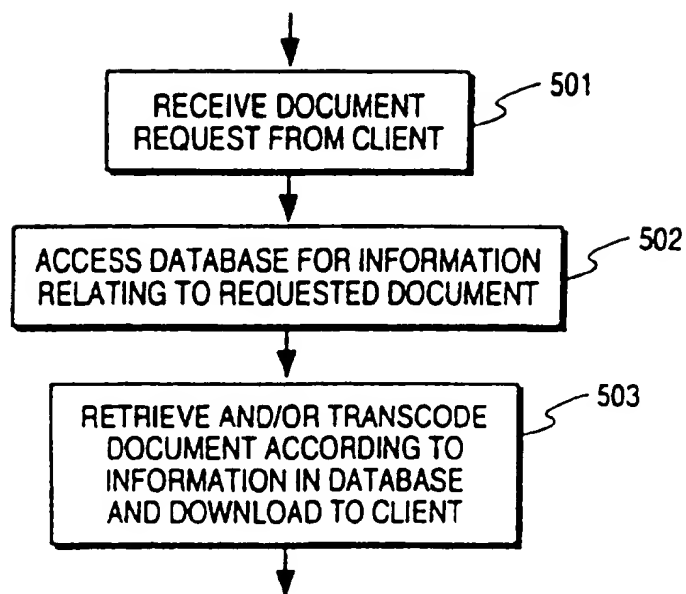 RECEIVE DOCUMENT
REQUEST FROM CLIENT
501
ACCESS DATABASE FOR INFORMATION
RELATING TO REQUESTED DOCUMENT
502
RETRIEVE AND/OR TRANSCODE
DOCUMENT ACCORDING TO
INFORMATION IN DATABASE
AND DOWNLOAD TO CLIENT
503